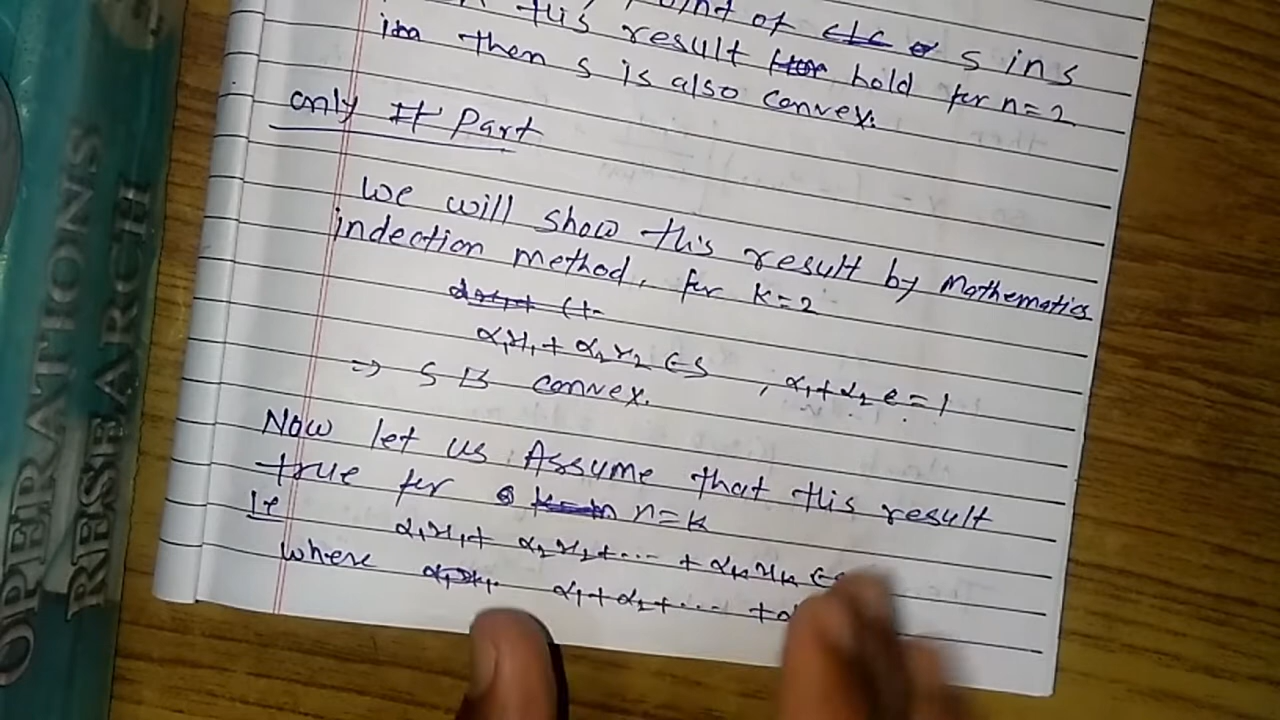 OPERATIONS
RESEARCH
this result hold for n=2
then S is also convex.
only If Part
We will show this result by Mathematics
indection method, for k=2
α₁x₁ + α₂x₂ ∈ S , α₁+α₂ = 1
⇒ S is convex.
Now let us Assume that this result
true for n=k
Ie α₁x₁ + α₂x₂ + ... + αₖxₖ ∈
where α₁+α₂+ ... +α